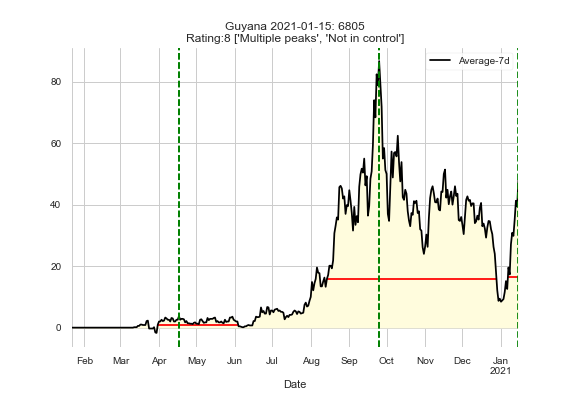 Guyana 2021-01-15: 6805
Rating:8 ['Multiple peaks', 'Not in control']
Average-7d
80
60
40
20
0
Feb Mar Apr May Jun Jul Aug Sep Oct Nov Dec Jan
2021
Date